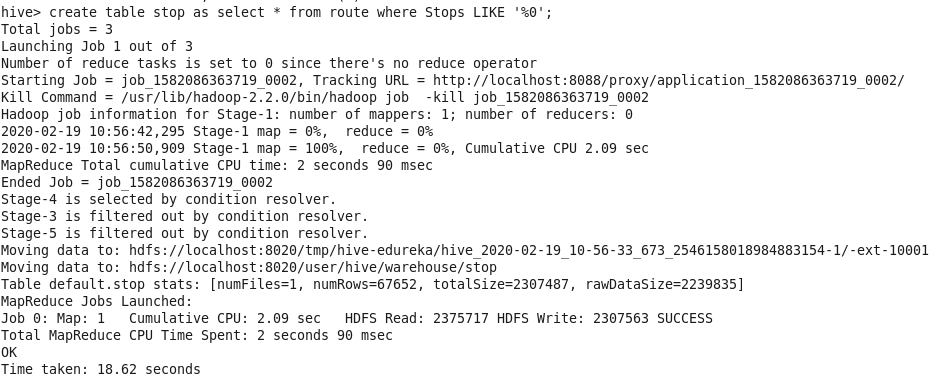 hive> create table stop as select * from route where Stops LIKE '%0';
Total jobs = 3
Launching Job 1 out of 3
Number of reduce tasks is set to 0 since there's no reduce operator
Starting Job = job_1582086363719_0002, Tracking URL = http://localhost:8088/proxy/application_1582086363719_0002/
Kill Command = /usr/lib/hadoop-2.2.0/bin/hadoop job  -kill job_1582086363719_0002
Hadoop job information for Stage-1: number of mappers: 1; number of reducers: 0
2020-02-19 10:56:42,295 Stage-1 map = 0%,  reduce = 0%
2020-02-19 10:56:50,909 Stage-1 map = 100%,  reduce = 0%, Cumulative CPU 2.09 sec
MapReduce Total cumulative CPU time: 2 seconds 90 msec
Ended Job = job_1582086363719_0002
Stage-4 is selected by condition resolver.
Stage-3 is filtered out by condition resolver.
Stage-5 is filtered out by condition resolver.
Moving data to: hdfs://localhost:8020/tmp/hive-edureka/hive_2020-02-19_10-56-33_673_2546158018984883154-1/-ext-10001
Moving data to: hdfs://localhost:8020/user/hive/warehouse/stop
Table default.stop stats: [numFiles=1, numRows=67652, totalSize=2307487, rawDataSize=2239835]
MapReduce Jobs Launched:
Job 0: Map: 1   Cumulative CPU: 2.09 sec   HDFS Read: 2375717 HDFS Write: 2307563 SUCCESS
Total MapReduce CPU Time Spent: 2 seconds 90 msec
OK
Time taken: 18.62 seconds